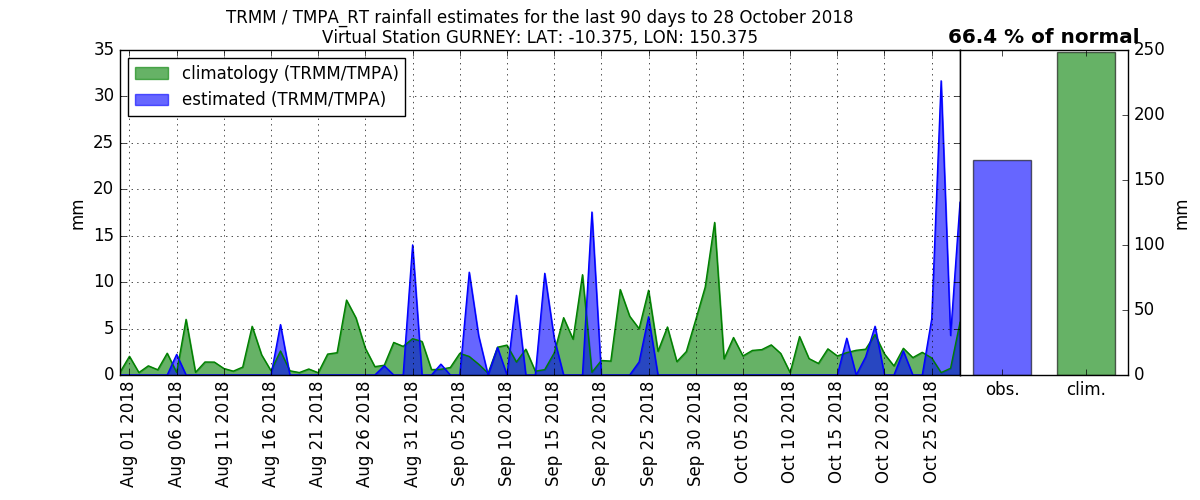 TRMM / TMPA_RT rainfall estimates for the last 90 days to 28 October 2018
Virtual Station GURNEY: LAT: -10.375, LON: 150.375
66.4 % of normal
climatology (TRMM/TMPA)
estimated (TRMM/TMPA)
35
30
25
20
15
10
5
0
mm
Aug 01 2018
Aug 06 2018
Aug 11 2018
Aug 16 2018
Aug 21 2018
Aug 26 2018
Aug 31 2018
Sep 05 2018
Sep 10 2018
Sep 15 2018
Sep 20 2018
Sep 25 2018
Sep 30 2018
Oct 05 2018
Oct 10 2018
Oct 15 2018
Oct 20 2018
Oct 25 2018
obs.
clim.
250
200
150
100
50
0
mm